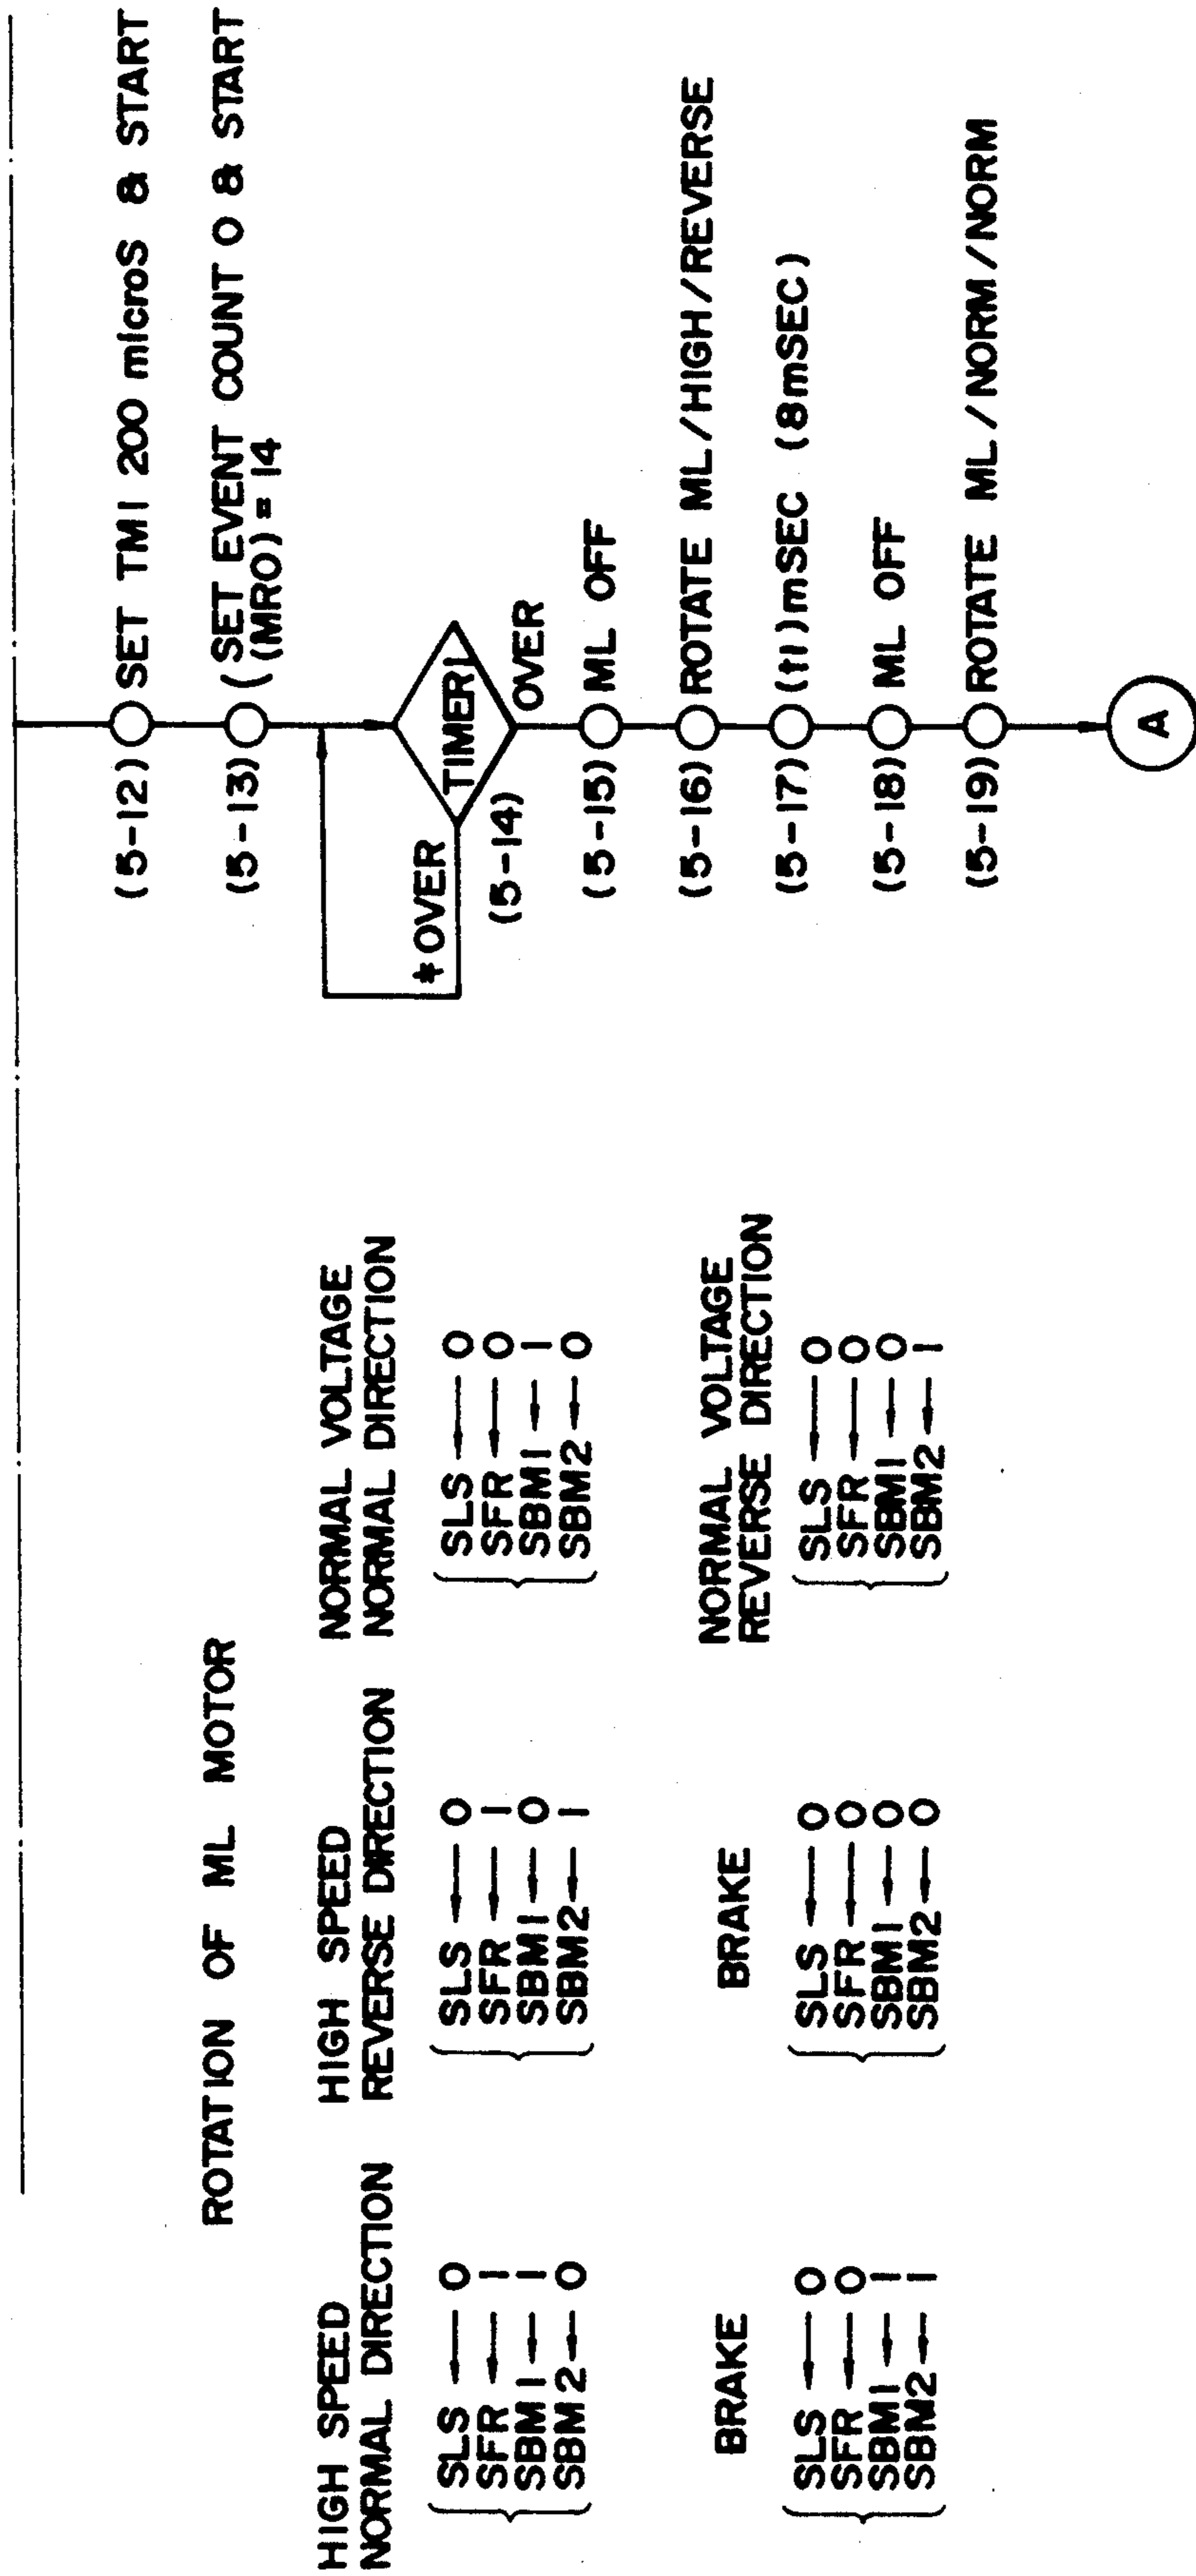 ROTATION OF ML MOTOR
HIGH SPEED
NORMAL DIRECTION
SLS ← 0
SFR ← 1
SBM1 ← 1
SBM2 ← 0
HIGH SPEED
REVERSE DIRECTION
SLS ← 0
SFR ← 1
SBM1 ← 0
SBM2 ← 1
NORMAL VOLTAGE
NORMAL DIRECTION
SLS ← 0
SFR ← 0
SBM1 ← 1
SBM2 ← 0
BRAKE
SLS ← 0
SFR ← 0
SBM1 ← 1
SBM2 ← 1
BRAKE
SLS ← 0
SFR ← 0
SBM1 ← 0
SBM2 ← 0
NORMAL VOLTAGE
REVERSE DIRECTION
SLS ← 0
SFR ← 0
SBM1 ← 0
SBM2 ← 1
(5-12) SET TM1 200 microS & START
(5-13) (SET EVENT COUNT 0 & START
(MRO) = 14
*OVER
TIMER1
(5-14)
OVER
(5-15) ML OFF
(5-16) ROTATE ML/HIGH/REVERSE
(5-17) (t1)mSEC (8mSEC)
(5-18) ML OFF
(5-19) ROTATE ML/NORM/NORM
A